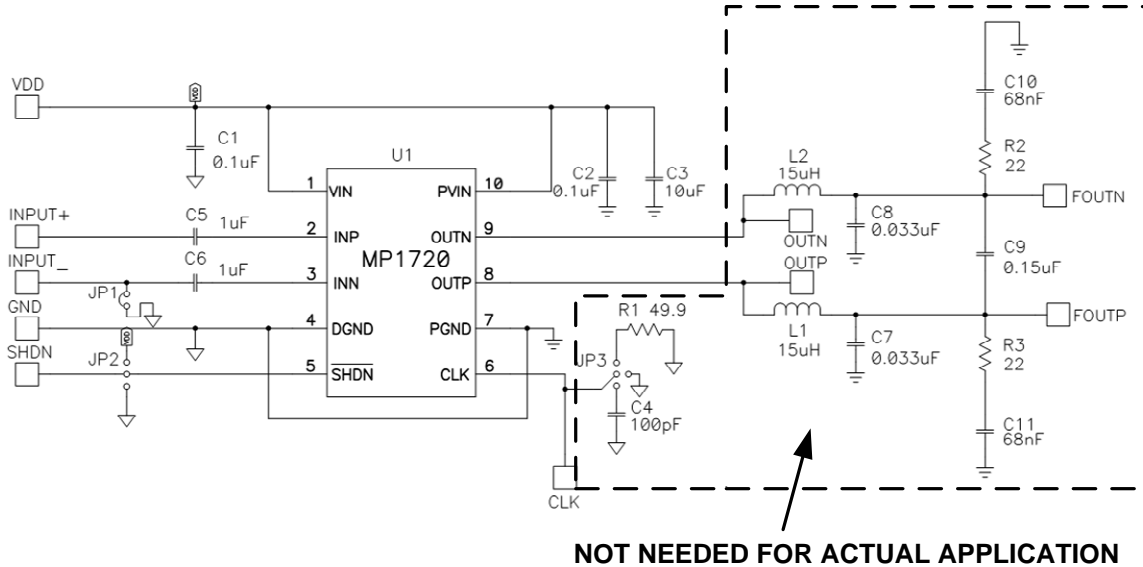 VDD
VDD
C1
0.1uF
U1
C2
0.1uF
C3
10uF
1 VIN
PVIN 10
INPUT+
C5
1uF
2 INP
OUTN 9
MP1720
INPUT_
C6
1uF
3 INN
OUTP 8
JP1
GND
4 DGND
PGND 7
VDD
SHDN
JP2
5 SHDN
CLK 6
CLK
R1 49.9
JP3
C4
100pF
L2
15uH
OUTN
OUTP
L1
15uH
C8
0.033uF
C7
0.033uF
C10
68nF
R2
22
FOUTN
C9
0.15uF
FOUTP
R3
22
C11
68nF
NOT NEEDED FOR ACTUAL APPLICATION